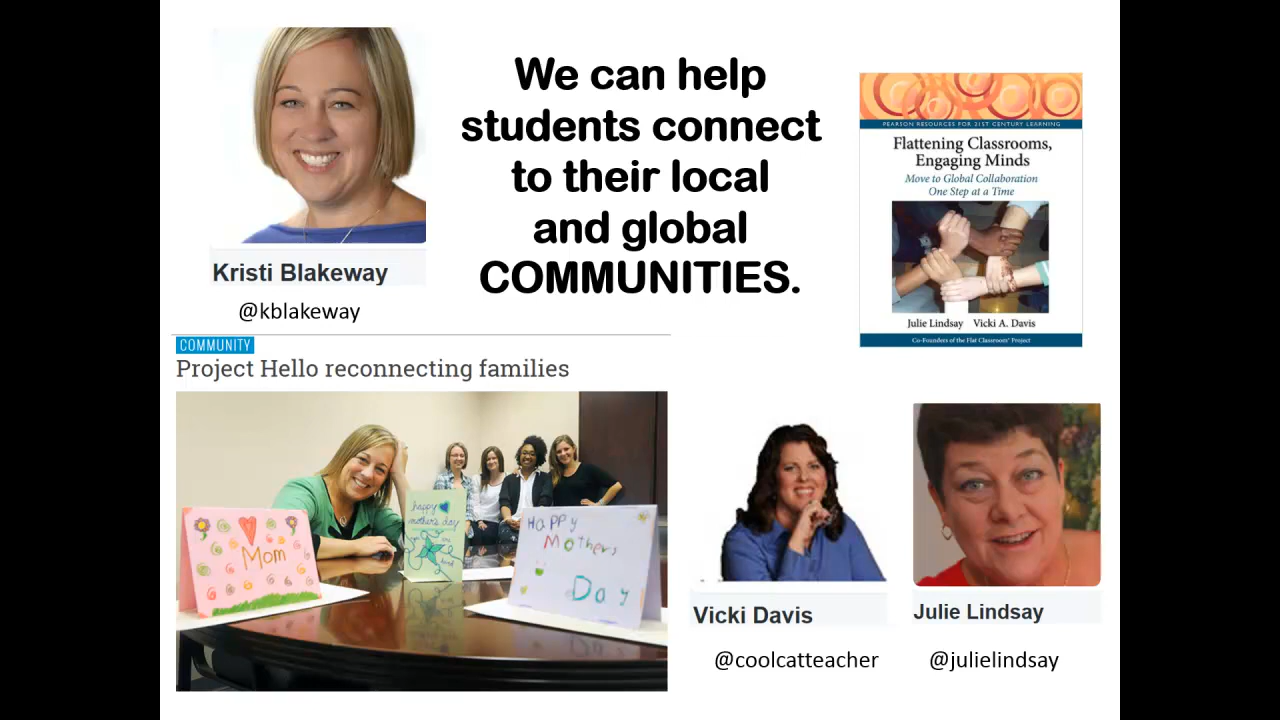 We can help
students connect
to their local
and global
COMMUNITIES.
Kristi Blakeway
@kblakeway
PEARSON RESOURCES FOR 21ST CENTURY LEARNING
Flattening Classrooms,
Engaging Minds
Move to Global Collaboration
One Step at a Time
Julie Lindsay Vicki A. Davis
Co-Founders of the Flat Classroom® Project
COMMUNITY
Project Hello reconnecting families
Mom
happy
mother's day
HAPPY
Mothers
Day
Vicki Davis
@coolcatteacher
Julie Lindsay
@julielindsay